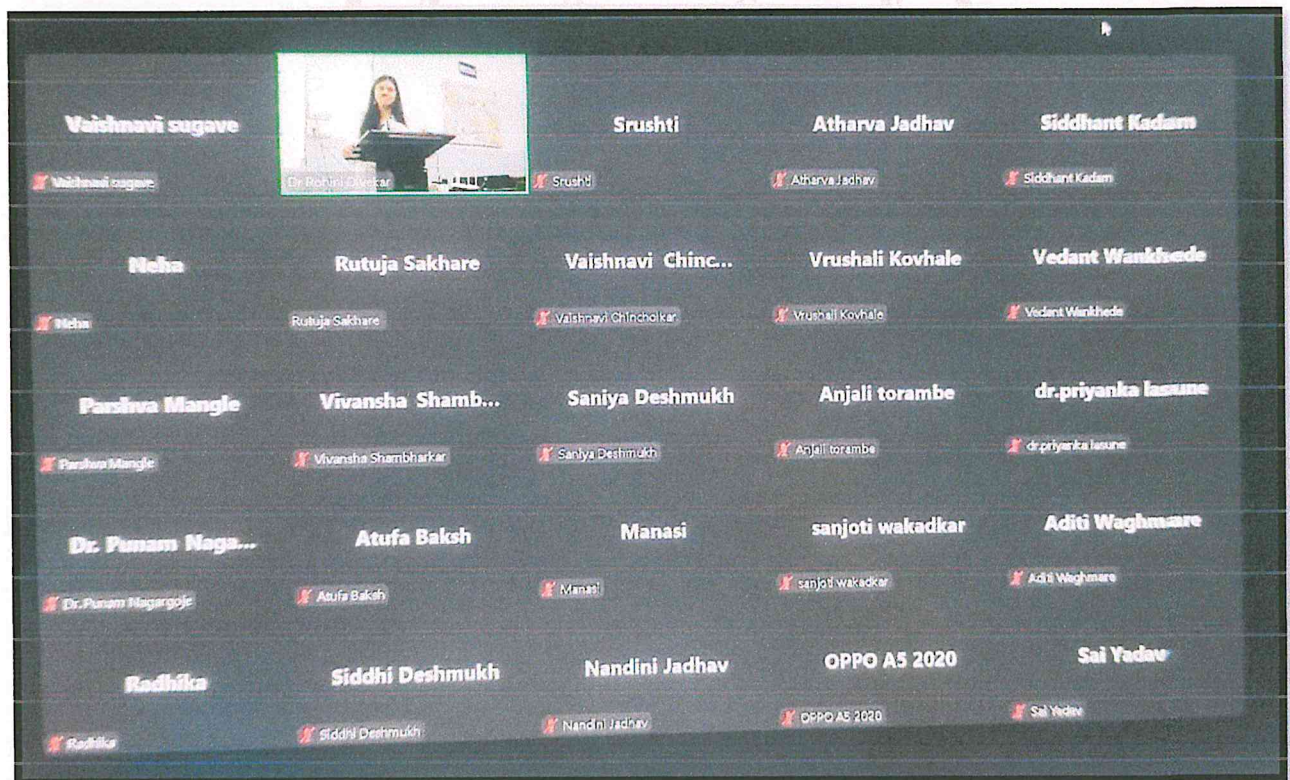 Vaishnavi sugave
Vaishnavi sugave
Dr Rohini Divekar
Srushti
Srushti
Atharva Jadhav
Atharva Jadhav
Siddhant Kadam
Siddhant Kadam
Neha
Neha
Rutuja Sakhare
Rutuja Sakhare
Vaishnavi Chinc...
Vaishnavi Chincholkar
Vrushali Kovhale
Vrushali Kovhale
Vedant Wankhede
Vedant Wankhede
Parshva Mangle
Parshva Mangle
Vivansha Shamb...
Vivansha Shambharkar
Saniya Deshmukh
Saniya Deshmukh
Anjali torambe
Anjali torambe
dr.priyanka lasune
dr.priyanka lasune
Dr. Punam Naga...
Dr. Punam Nagargoje
Atufa Baksh
Atufa Baksh
Manasi
Manasi
sanjoti wakadkar
sanjoti wakadkar
Aditi Waghmare
Aditi Waghmare
Radhika
Radhika
Siddhi Deshmukh
Siddhi Deshmukh
Nandini Jadhav
Nandini Jadhav
OPPO A5 2020
OPPO A5 2020
Sai Yadav
Sai Yadav